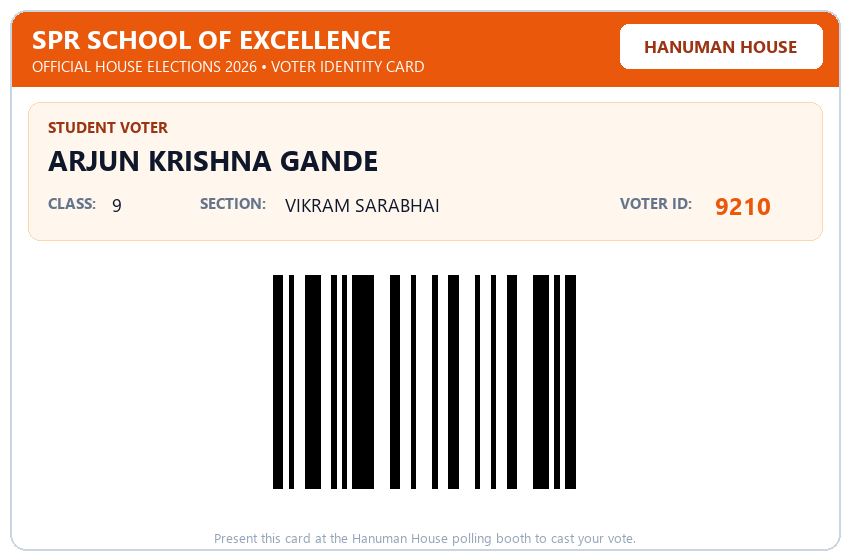 SPR SCHOOL OF EXCELLENCE
OFFICIAL HOUSE ELECTIONS 2026 • VOTER IDENTITY CARD
HANUMAN HOUSE
STUDENT VOTER
ARJUN KRISHNA GANDE
CLASS: 9 SECTION: VIKRAM SARABHAI VOTER ID: 9210
Present this card at the Hanuman House polling booth to cast your vote.